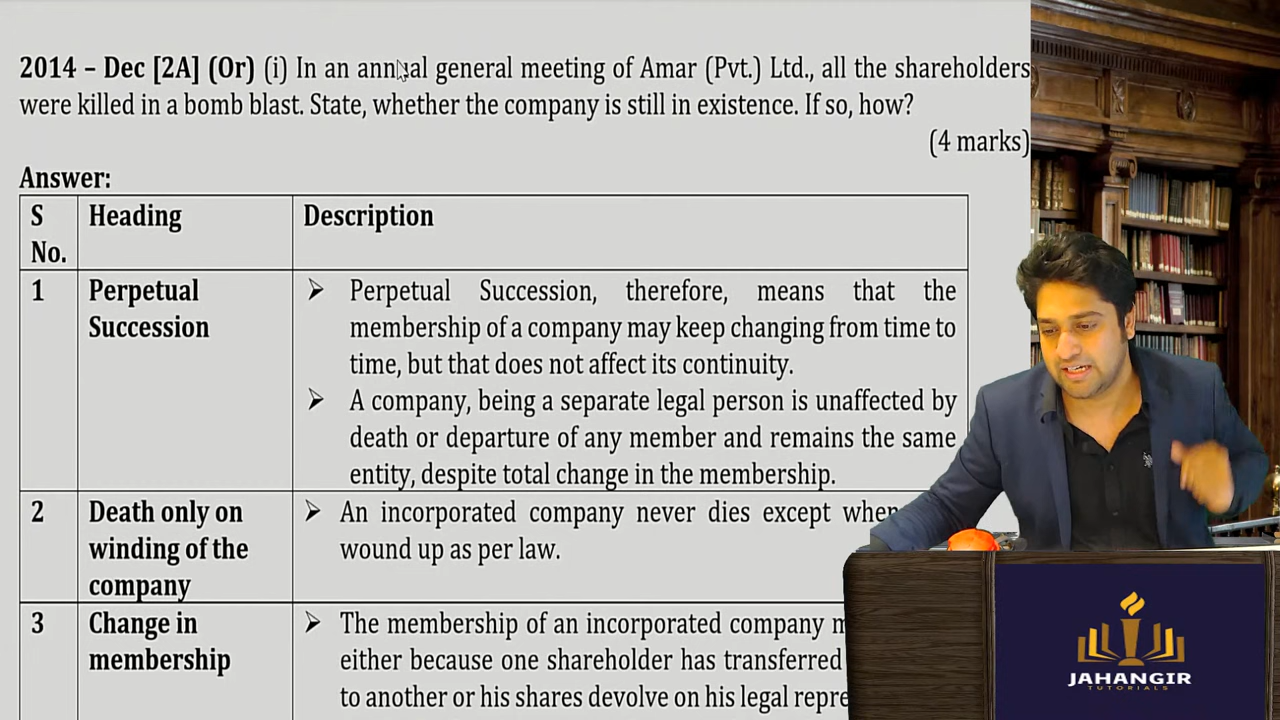 2014 – Dec [2A] (Or) (i) In an annual general meeting of Amar (Pvt.) Ltd., all the shareholders
were killed in a bomb blast. State, whether the company is still in existence. If so, how?
(4 marks)
Answer:
S No.
Heading
Description
1
Perpetual
Succession
➢ Perpetual Succession, therefore, means that the
membership of a company may keep changing from time to
time, but that does not affect its continuity.
➢ A company, being a separate legal person is unaffected by
death or departure of any member and remains the same
entity, despite total change in the membership.
2
Death only on
winding of the
company
➢ An incorporated company never dies except when
wound up as per law.
3
Change in
membership
➢ The membership of an incorporated company
either because one shareholder has transferred
to another or his shares devolve on his legal
JAHANGIR
TUTORIALS